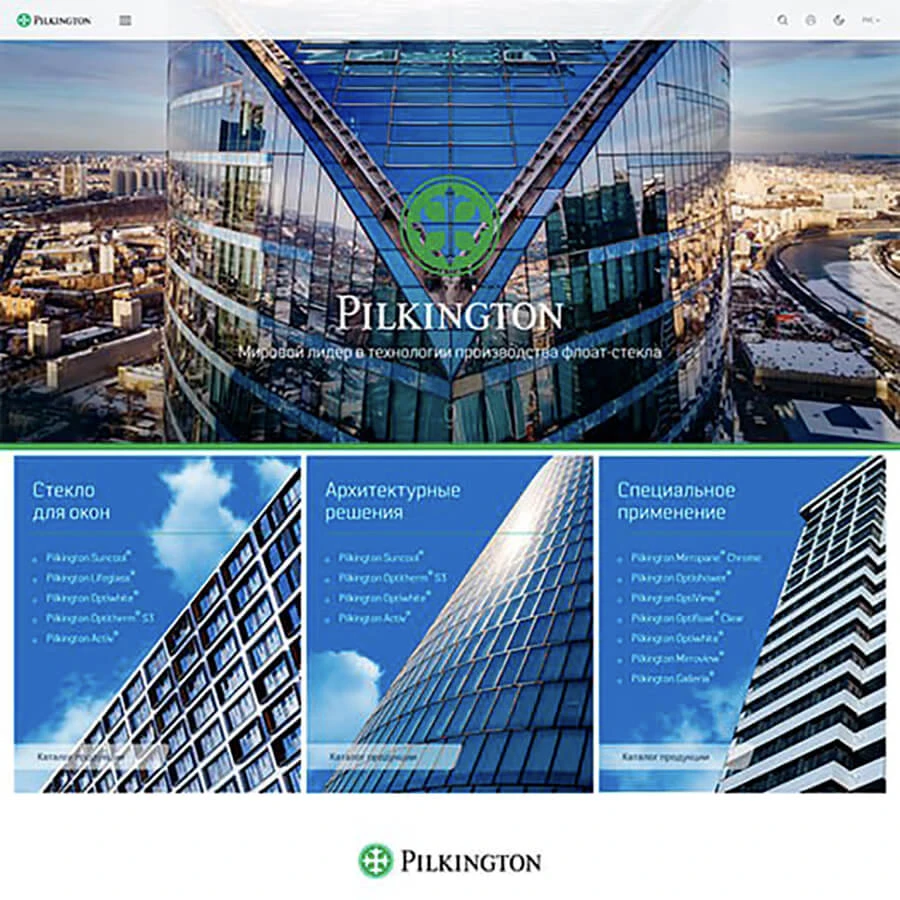 PILKINGTON
РУС
PILKINGTON
Мировой лидер в технологии производства флоат-стекла
Стекло
для окон
Pilkington Suncool®
Pilkington Lifeglass®
Pilkington Optiwhite®
Pilkington Optitherm® S3
Pilkington Activ®
Каталог продукции
Архитектурные
решения
Pilkington Suncool®
Pilkington Optitherm® S3
Pilkington Optiwhite®
Pilkington Activ®
Каталог продукции
Специальное
применение
Pilkington Mirropane® Chrome
Pilkington Optishower®
Pilkington OptiView®
Pilkington Optifloat® Clear
Pilkington Optiwhite®
Pilkington Mirroview®
Pilkington Galleria®
Каталог продукции
PILKINGTON